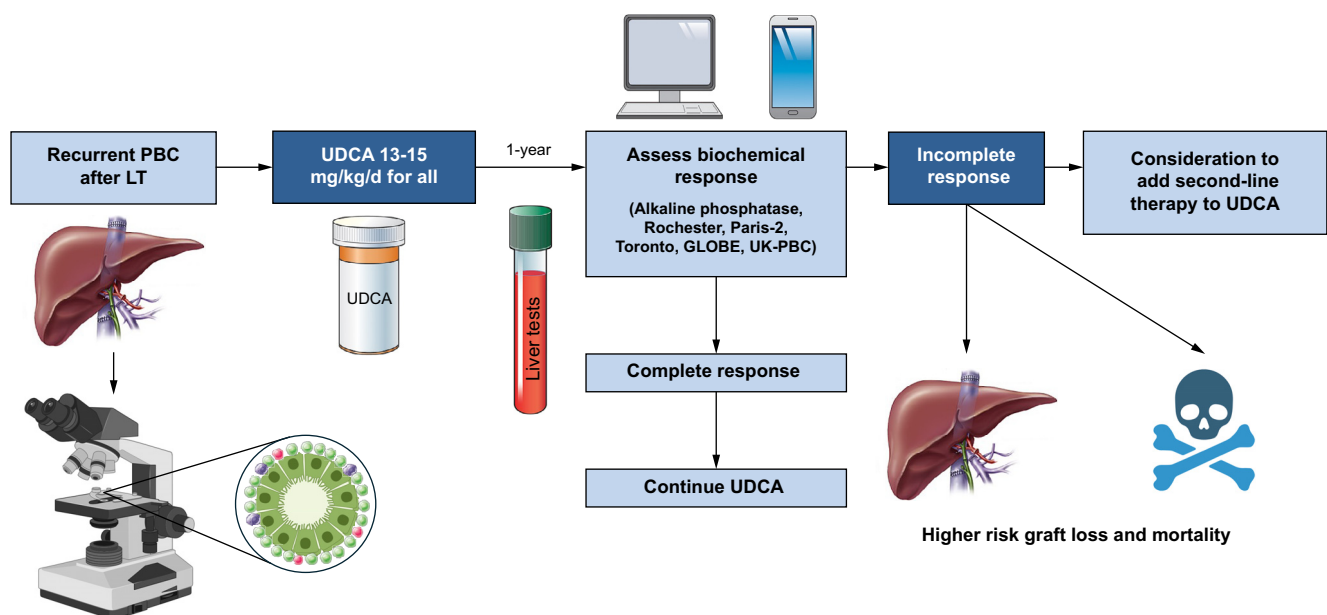 Recurrent PBC
after LT
UDCA 13-15
mg/kg/d for all
1-year
Assess biochemical
response
(Alkaline phosphatase,
Rochester, Paris-2,
Toronto, GLOBE, UK-PBC)
Incomplete
response
Consideration to
add second-line
therapy to UDCA
UDCA
Liver tests
Complete response
Continue UDCA
Higher risk graft loss and mortality